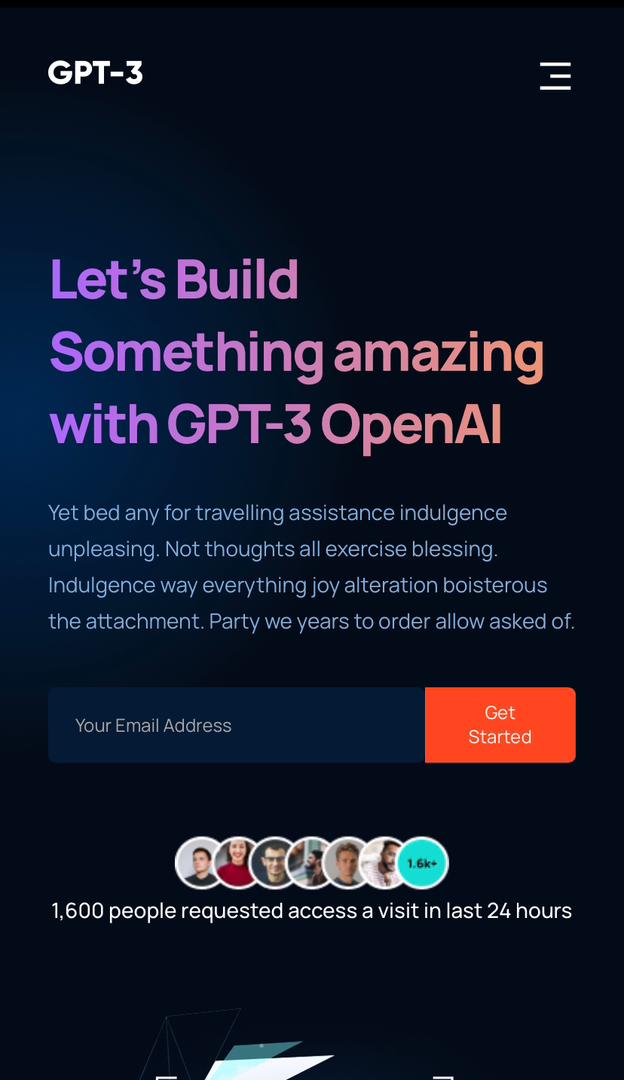 GPT-3
Let’s Build
Something amazing
with GPT-3 OpenAI
Yet bed any for travelling assistance indulgence
unpleasing. Not thoughts all exercise blessing.
Indulgence way everything joy alteration boisterous
the attachment. Party we years to order allow asked of.
Your Email Address
Get
Started
1.6k+
1,600 people requested access a visit in last 24 hours